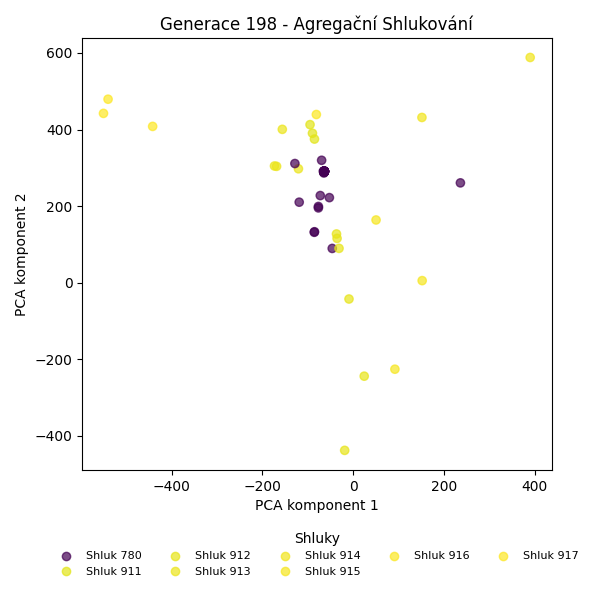 Generace 198 - Agregační Shlukování
PCA komponent 2
600
400
200
0
−200
−400
−400 −200 0 200 400
PCA komponent 1
Shluky
Shluk 780 Shluk 912 Shluk 914 Shluk 916 Shluk 917
Shluk 911 Shluk 913 Shluk 915